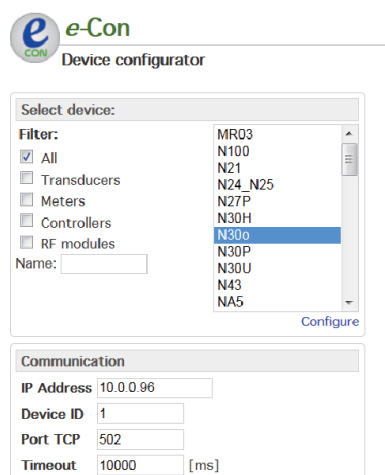 e
CON
e-Con
Device configurator
Select device:
Filter:
All
Transducers
Meters
Controllers
RF modules
Name:
MR03
N100
N21
N24_N25
N27P
N30H
N30o
N30P
N30U
N43
NA5
Configure
Communication
IP Address 10.0.0.96
Device ID 1
Port TCP 502
Timeout 10000 [ms]